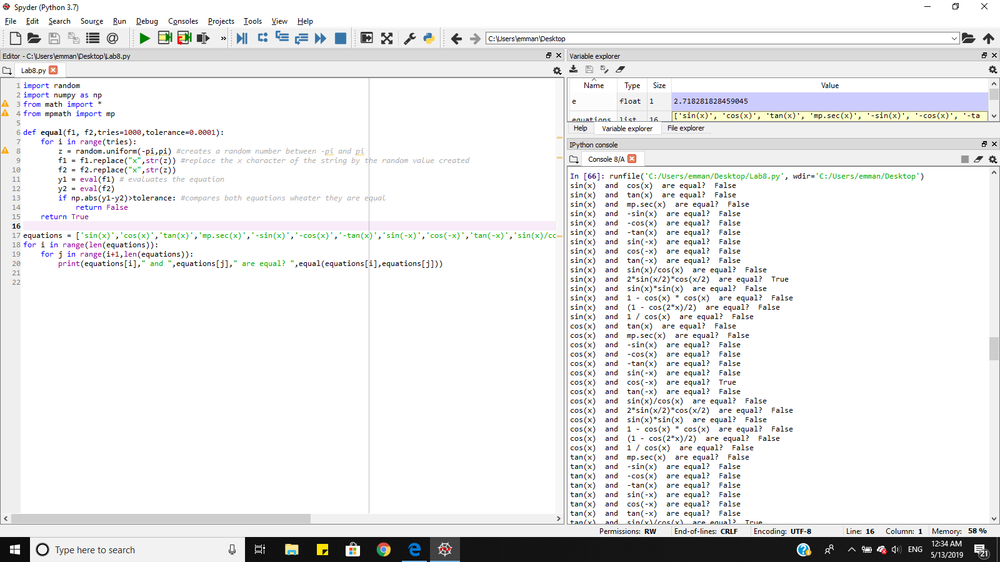 Spyder (Python 3.7)
File Edit Search Source Run Debug Consoles Projects Tools View Help
C:\Users\emman\Desktop
Editor - C:\Users\emman\Desktop\Lab8.py
Lab8.py
1 import random
2 import numpy as np
3 from math import *
4 from mpmath import mp
5
6 def equal(f1, f2,tries=1000,tolerance=0.0001):
7     for i in range(tries):
8         z = random.uniform(-pi,pi) #creates a random number between -pi and pi
9         f1 = f1.replace("x",str(z)) #replace the x character of the string by the random value created
10         f2 = f2.replace("x",str(z))
11         y1 = eval(f1) # evaluates the equation
12         y2 = eval(f2)
13         if np.abs(y1-y2)>tolerance: #compares both equations wheater they are equal
14             return False
15     return True
16
17 equations = ['sin(x)','cos(x)','tan(x)','mp.sec(x)','-sin(x)','-cos(x)','-tan(x)','sin(-x)','cos(-x)','tan(-x)','sin(x)/cc
18 for i in range(len(equations)):
19     for j in range(i+1,len(equations)):
20         print(equations[i]," and ",equations[j]," are equal? ",equal(equations[i],equations[j]))
21
22
Variable explorer
Name Type Size Value
e float 1 2.718281828459045
equations list 16 ['sin(x)', 'cos(x)', 'tan(x)', 'mp.sec(x)', '-sin(x)', '-cos(x)', '-ta
Help Variable explorer File explorer
IPython console
Console 8/A
In [66]: runfile('C:/Users/emman/Desktop/Lab8.py', wdir='C:/Users/emman/Desktop')
sin(x)  and  cos(x)  are equal?  False
sin(x)  and  tan(x)  are equal?  False
sin(x)  and  mp.sec(x)  are equal?  False
sin(x)  and  -sin(x)  are equal?  False
sin(x)  and  -cos(x)  are equal?  False
sin(x)  and  -tan(x)  are equal?  False
sin(x)  and  sin(-x)  are equal?  False
sin(x)  and  cos(-x)  are equal?  False
sin(x)  and  tan(-x)  are equal?  False
sin(x)  and  sin(x)/cos(x)  are equal?  False
sin(x)  and  2*sin(x/2)*cos(x/2)  are equal?  True
sin(x)  and  sin(x)*sin(x)  are equal?  False
sin(x)  and  1 - cos(x) * cos(x)  are equal?  False
sin(x)  and  (1 - cos(2*x)/2)  are equal?  False
sin(x)  and  1 / cos(x)  are equal?  False
cos(x)  and  tan(x)  are equal?  False
cos(x)  and  mp.sec(x)  are equal?  False
cos(x)  and  -sin(x)  are equal?  False
cos(x)  and  -cos(x)  are equal?  False
cos(x)  and  -tan(x)  are equal?  False
cos(x)  and  sin(-x)  are equal?  False
cos(x)  and  cos(-x)  are equal?  True
cos(x)  and  tan(-x)  are equal?  False
cos(x)  and  sin(x)/cos(x)  are equal?  False
cos(x)  and  2*sin(x/2)*cos(x/2)  are equal?  False
cos(x)  and  sin(x)*sin(x)  are equal?  False
cos(x)  and  1 - cos(x) * cos(x)  are equal?  False
cos(x)  and  (1 - cos(2*x)/2)  are equal?  False
cos(x)  and  1 / cos(x)  are equal?  False
tan(x)  and  mp.sec(x)  are equal?  False
tan(x)  and  -sin(x)  are equal?  False
tan(x)  and  -cos(x)  are equal?  False
tan(x)  and  -tan(x)  are equal?  False
tan(x)  and  sin(-x)  are equal?  False
tan(x)  and  cos(-x)  are equal?  False
tan(x)  and  tan(-x)  are equal?  False
tan(x)  and  sin(x)/cos(x)  are equal?  True
Permissions: RW End-of-lines: CRLF Encoding: UTF-8 Line: 16 Column: 1 Memory: 58 %
Type here to search
ENG
12:34 AM
5/13/2019
21